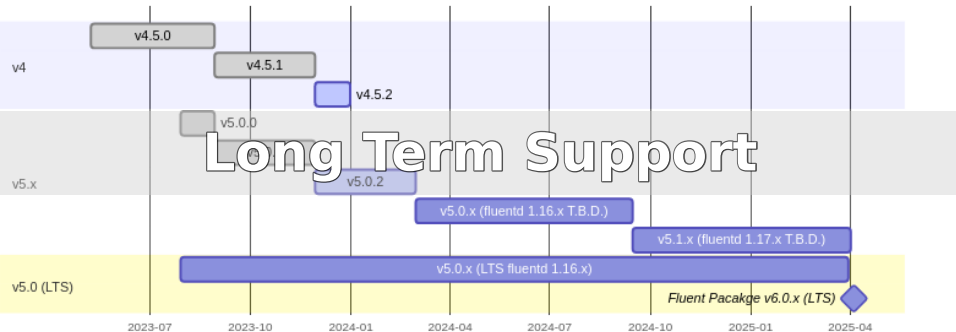 v4.5.0
v4
v4.5.1
v4.5.2
v5.0.0
Long Term Support
v5.x
v5.0.2
v5.0.x (fluentd 1.16.x T.B.D.)
v5.1.x (fluentd 1.17.x T.B.D.)
v5.0.x (LTS fluentd 1.16.x)
v5.0 (LTS)
Fluent Pacakge v6.0.x (LTS)
2023-07 2023-10 2024-01 2024-04 2024-07 2024-10 2025-01 2025-04